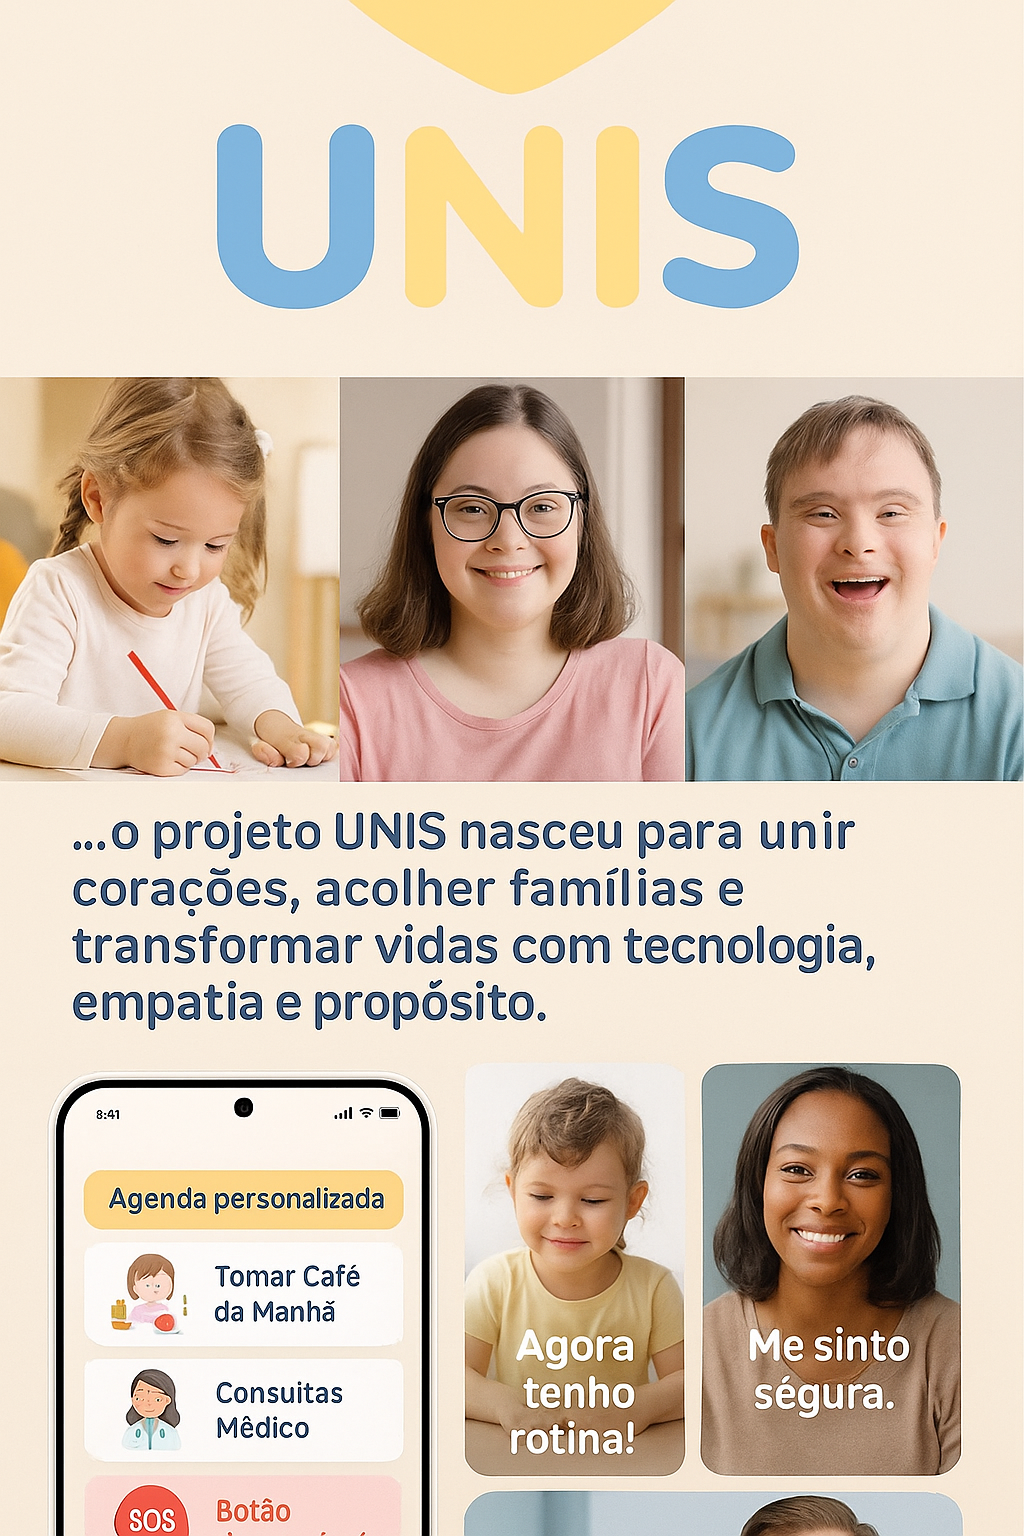 UNIS
...o projeto UNIS nasceu para unir
corações, acolher famílias e
transformar vidas com tecnologia,
empatia e propósito.
8:41
Agenda personalizada
Tomar Café
da Manhã
Consuitas
Mêdico
SOS
Botão
Agora
tenho
rotina!
Me sinto
ségura.